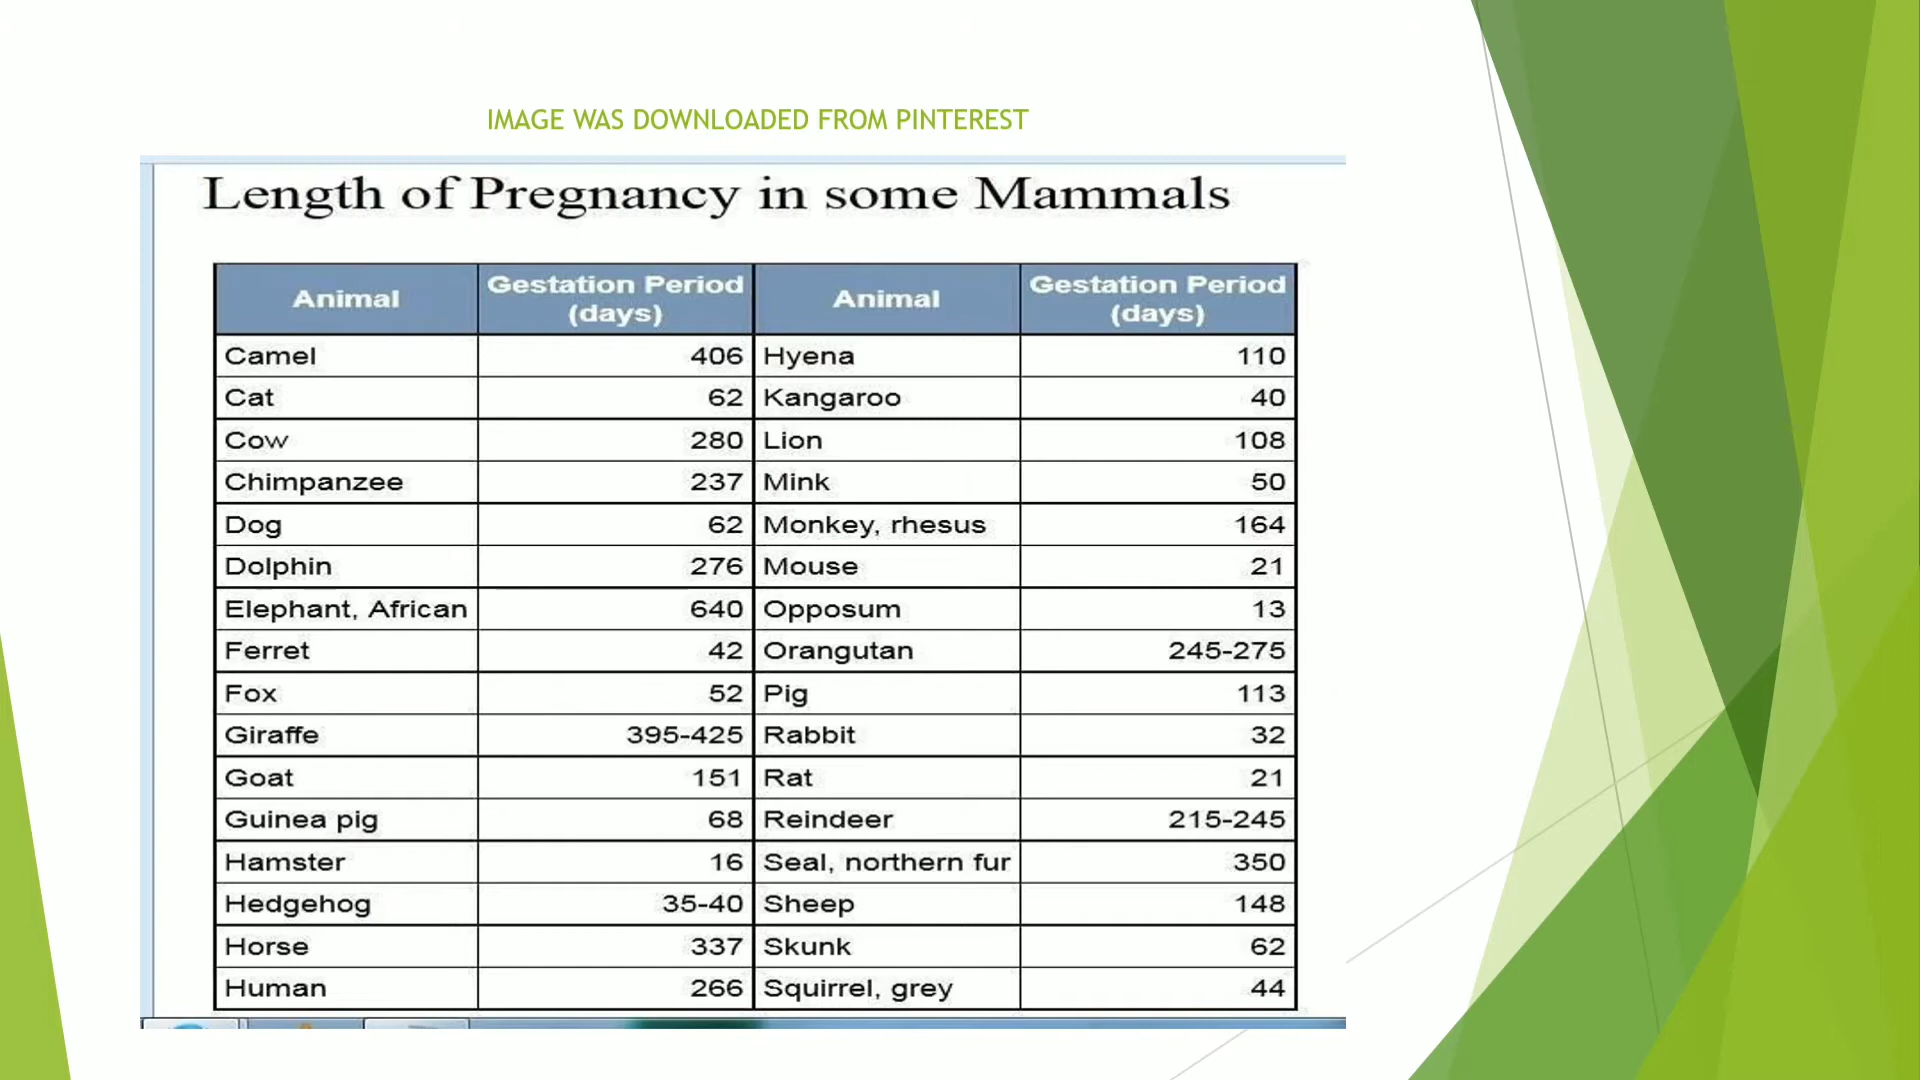 IMAGE WAS DOWNLOADED FROM PINTEREST
Length of Pregnancy in some Mammals
Animal Gestation Period (days) Animal Gestation Period (days)
Camel 406 Hyena 110
Cat 62 Kangaroo 40
Cow 280 Lion 108
Chimpanzee 237 Mink 50
Dog 62 Monkey, rhesus 164
Dolphin 276 Mouse 21
Elephant, African 640 Opposum 13
Ferret 42 Orangutan 245-275
Fox 52 Pig 113
Giraffe 395-425 Rabbit 32
Goat 151 Rat 21
Guinea pig 68 Reindeer 215-245
Hamster 16 Seal, northern fur 350
Hedgehog 35-40 Sheep 148
Horse 337 Skunk 62
Human 266 Squirrel, grey 44